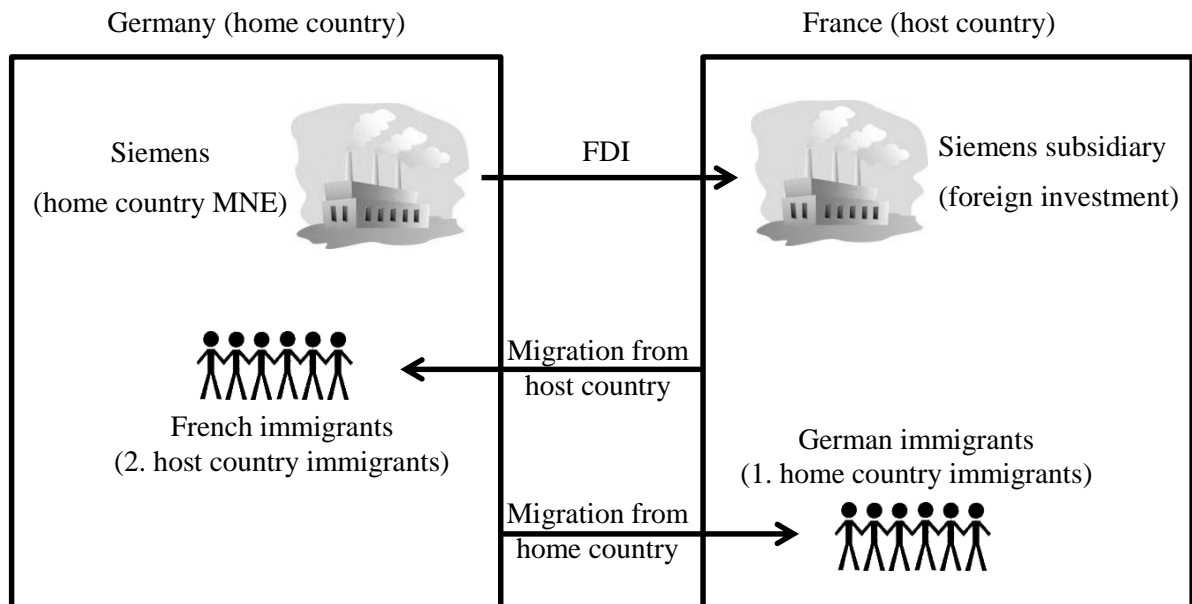 Germany (home country)
France (host country)
Siemens
(home country MNE)
FDI
Siemens subsidiary
(foreign investment)
Migration from
host country
French immigrants
(2. host country immigrants)
German immigrants
(1. home country immigrants)
Migration from
home country